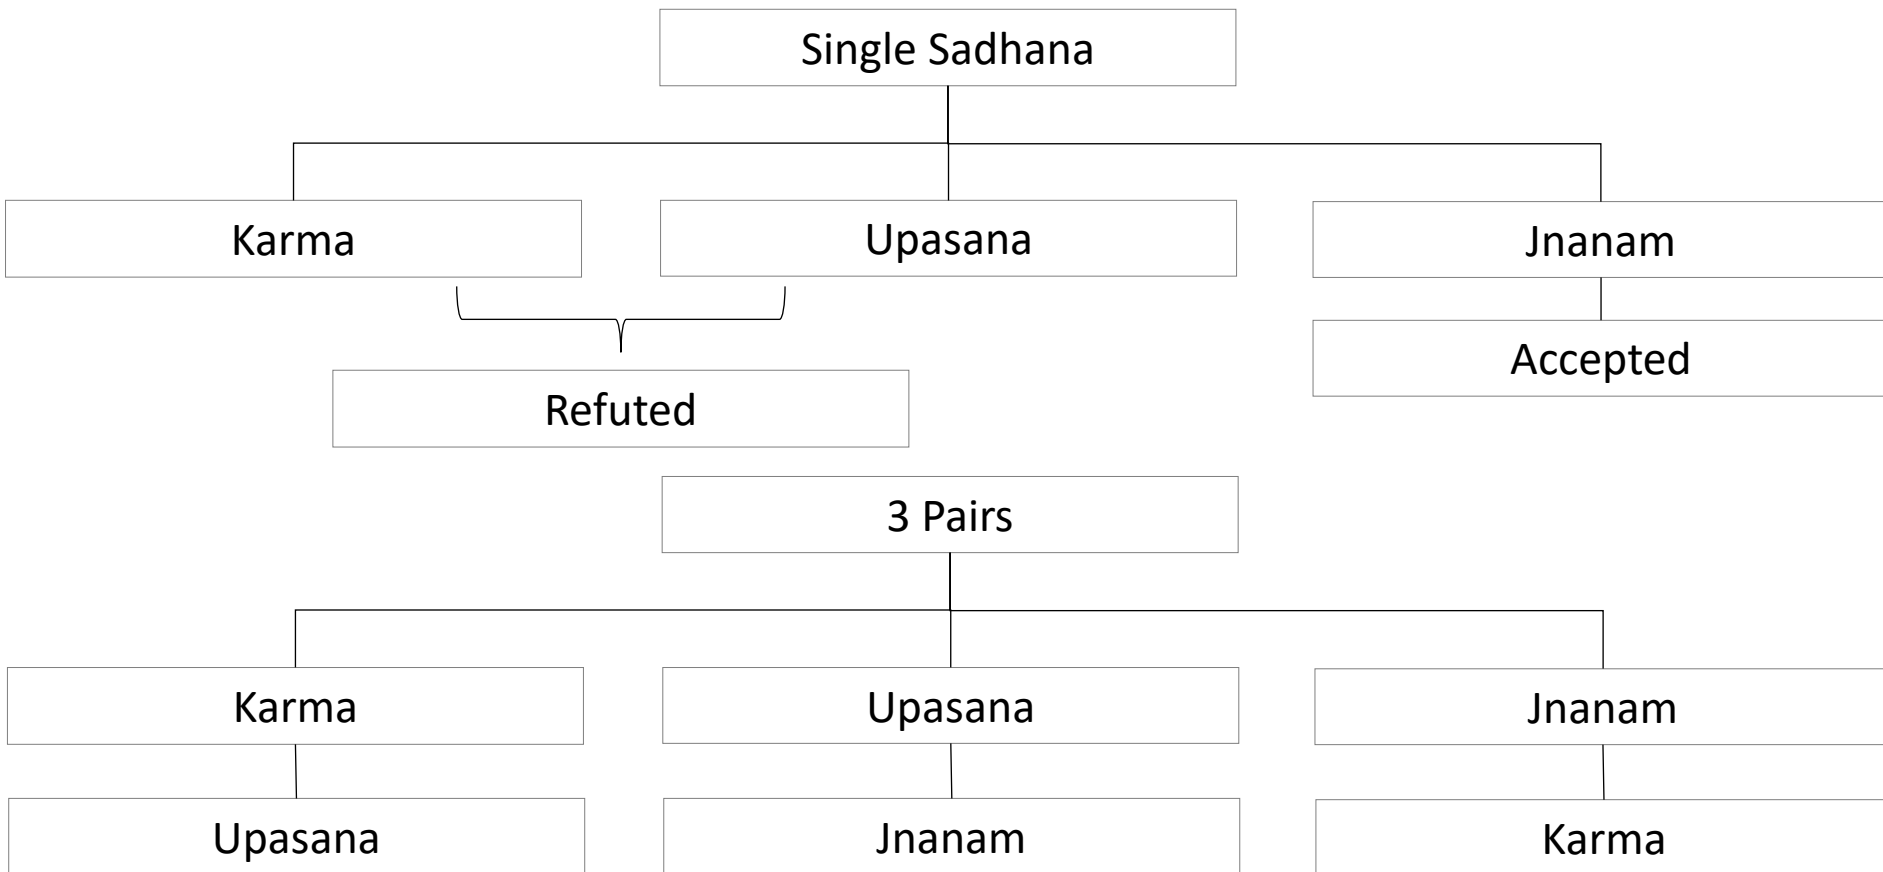 Single Sadhana
Karma
Upasana
Jnanam
Accepted
Refuted
3 Pairs
Karma
Upasana
Jnanam
Upasana
Jnanam
Karma